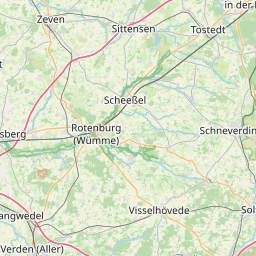 in der
Zeven
Sittensen
Tostedt
Scheeßel
Rotenburg
(Wümme)
Schneverdin
sberg
Visselhövede
Sol
angwedel
Verden (Aller)